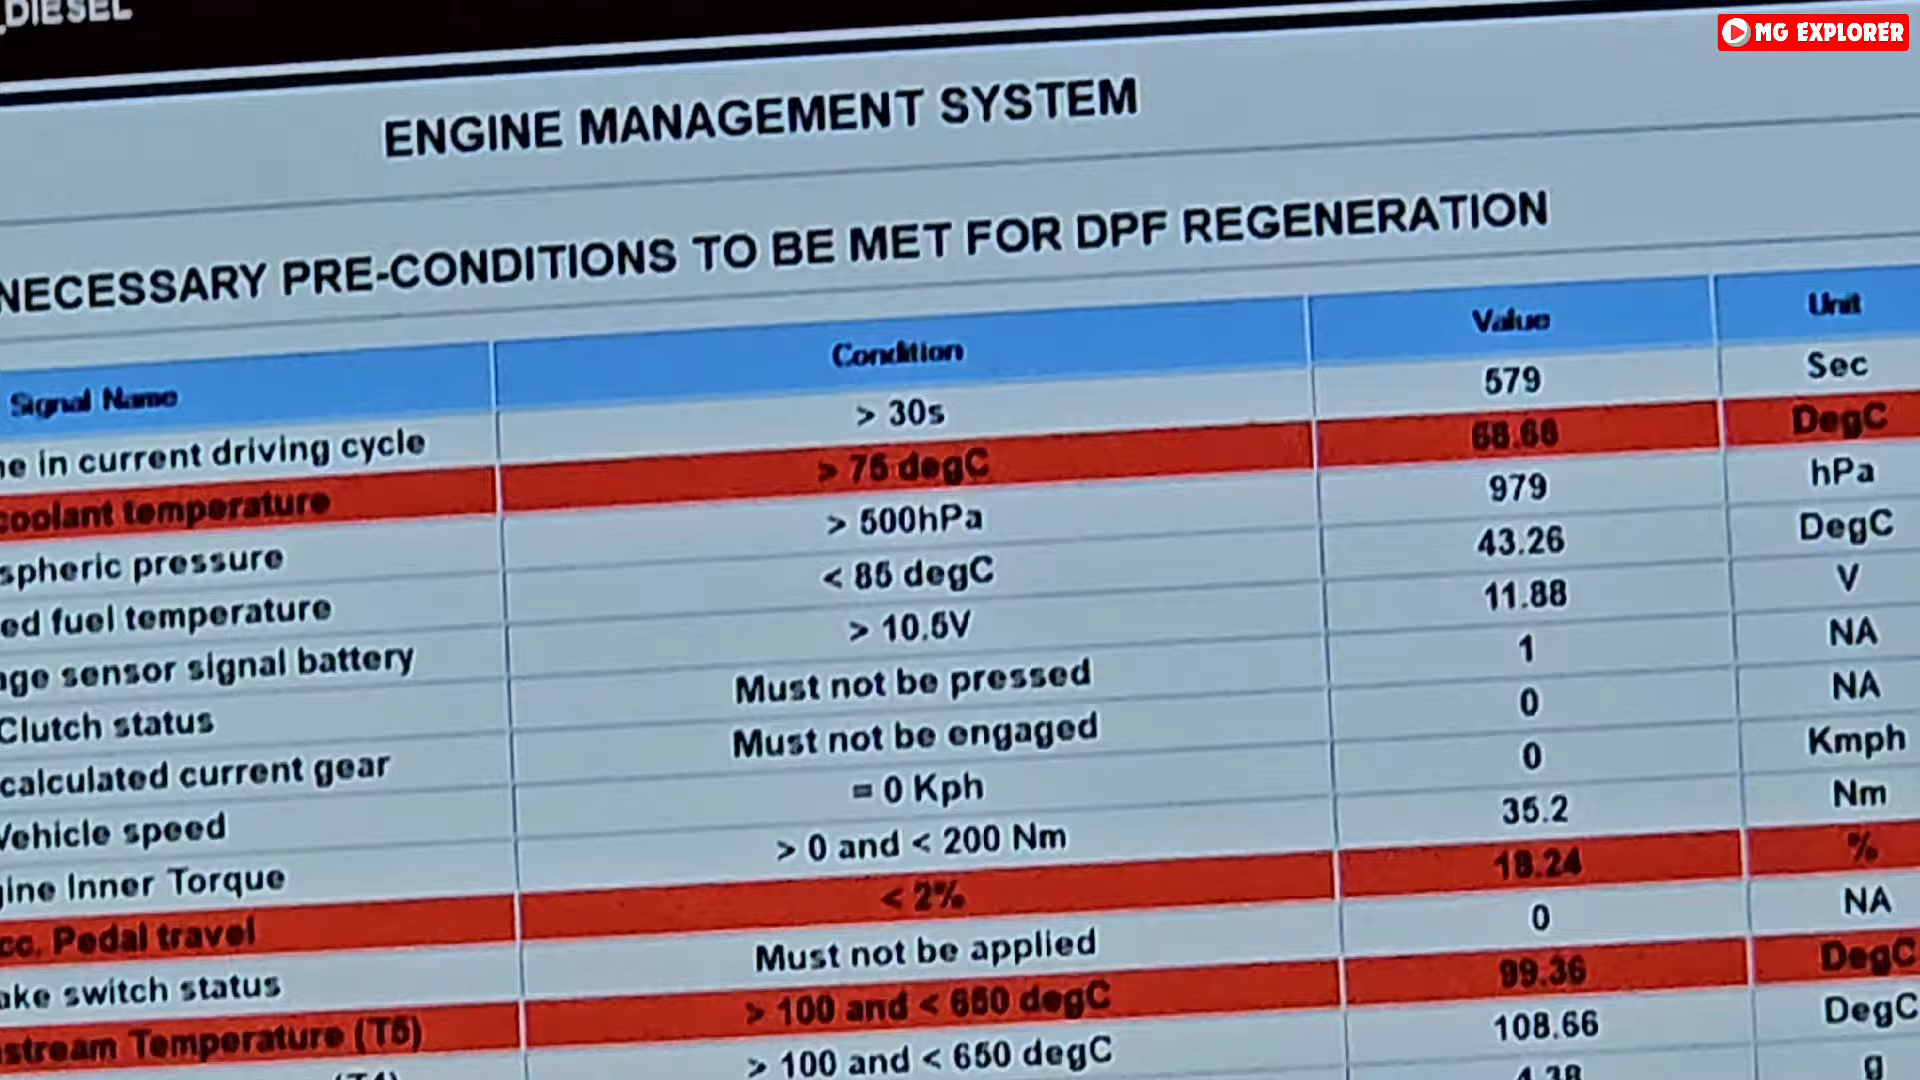 DIESEL
MG EXPLORER
ENGINE MANAGEMENT SYSTEM
NECESSARY PRE-CONDITIONS TO BE MET FOR DPF REGENERATION
Signal Name Condition Value Unit
in current driving cycle > 30s 579 Sec
coolant temperature > 75 degC 68.66 DegC
spheric pressure > 500hPa 979 hPa
ed fuel temperature < 85 degC 43.26 DegC
age sensor signal battery > 10.5V 11.88 V
Clutch status Must not be pressed 1 NA
calculated current gear Must not be engaged 0 NA
Vehicle speed = 0 Kph 0 Kmph
gine Inner Torque > 0 and < 200 Nm 35.2 Nm
cc. Pedal travel < 2% 18.24 %
ake switch status Must not be applied 0 NA
stream Temperature (T5) > 100 and < 650 degC 99.36 DegC
> 100 and < 650 degC 108.66 DegC
g